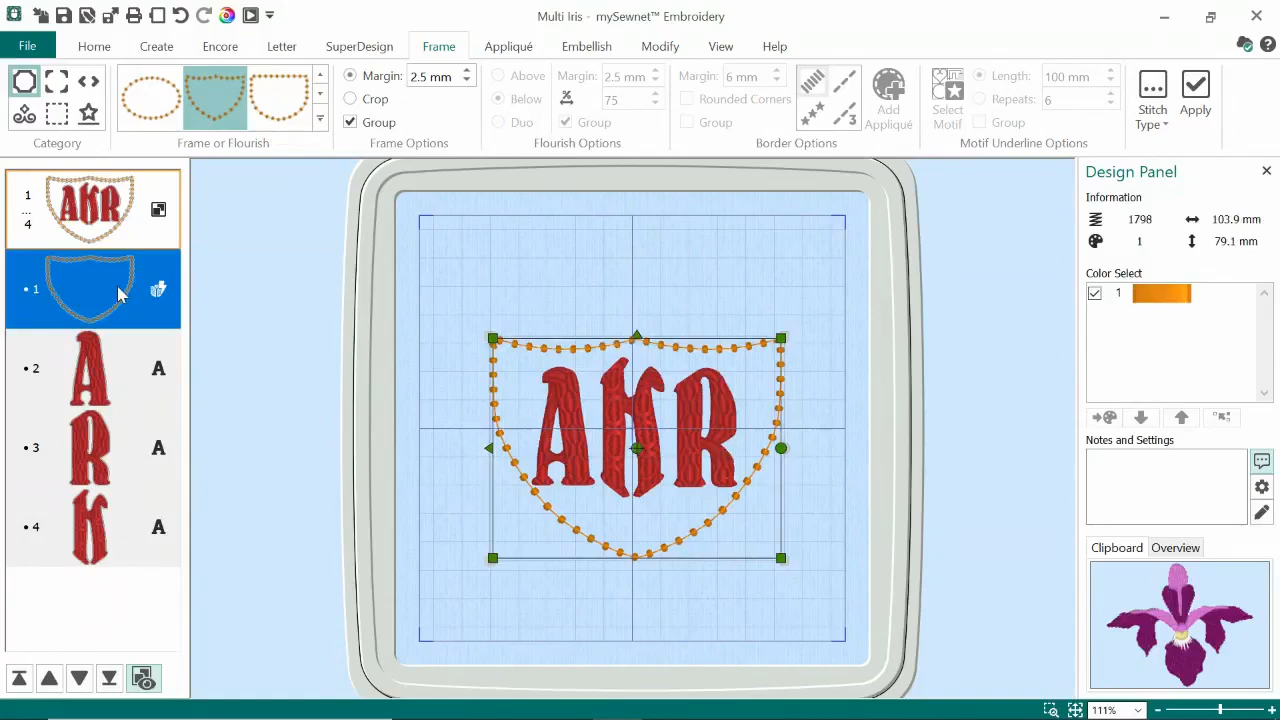 Multi Iris - mySewnet™ Embroidery
File Home Create Encore Letter SuperDesign Frame Appliqué Embellish Modify View Help
Margin: 2.5 mm Above Margin: 2.5 mm Margin: 6 mm Length: 100 mm
Crop Below 75 Rounded Corners Add Appliqué Select Motif Repeats: 6 Stitch Type Apply
Group Duo Group Group Group
Category Frame or Flourish Frame Options Flourish Options Border Options Motif Underline Options
1
...
4
AKR
1
2 A A
3 R A
4 K A
AKR
Design Panel
Information
1798 103.9 mm
1 79.1 mm
Color Select
1
Notes and Settings
Clipboard Overview
111%